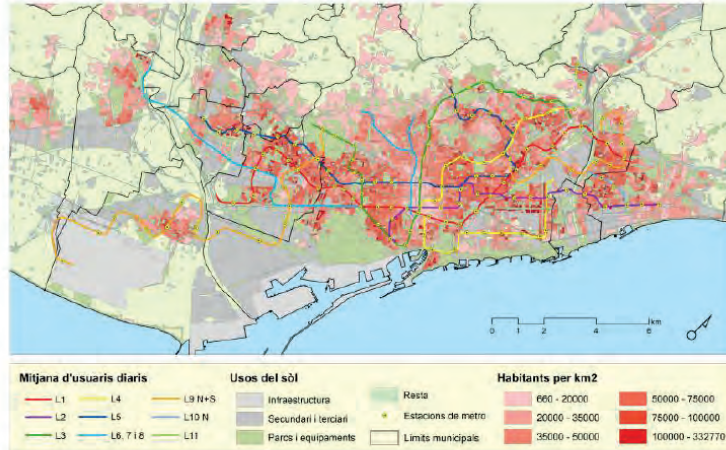 0 1 2 4 6
km
Mitjana d'usuaris diaris
L1
L2
L3
L4
L5
L6, 7 i 8
L9 N+S
L10 N
L11
Usos del sòl
Infraestructura
Secundari i terciari
Parcs i equipaments
Resta
Estacions de metro
Límits municipals
Habitants per km2
660 - 20000
20000 - 35000
35000 - 50000
50000 - 75000
75000 - 100000
100000 - 332770